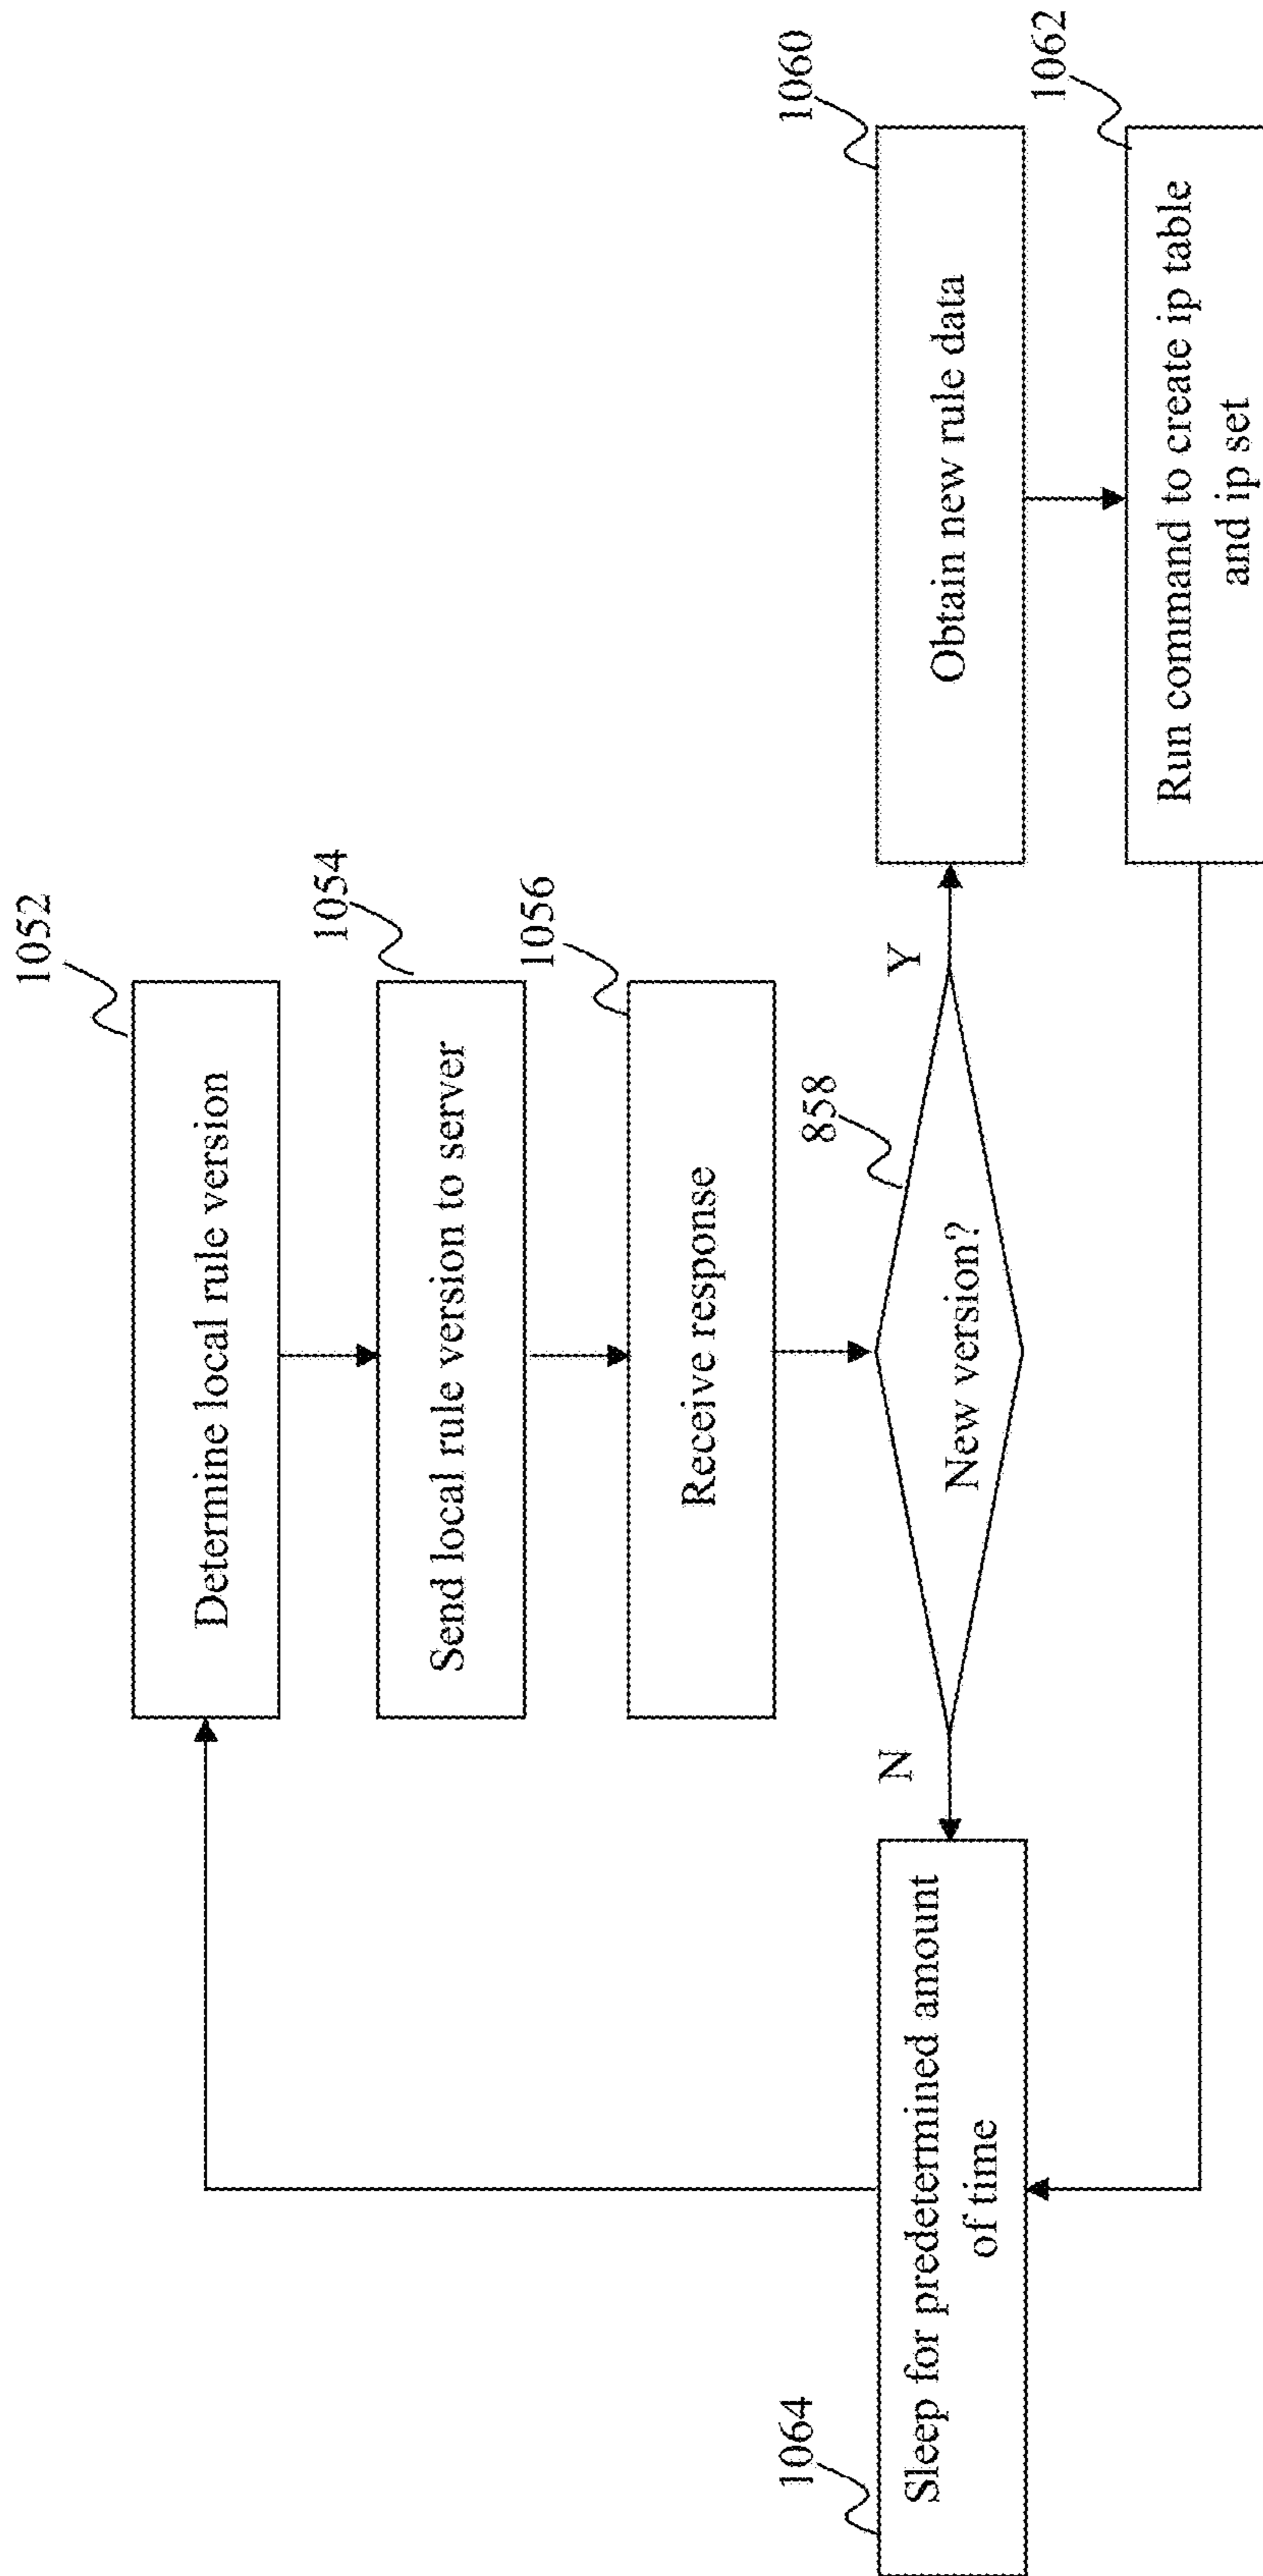 1052
Determine local rule version
1054
Send local rule version to server
1056
Receive response
858
New version?
N
Y
1064
Sleep for predetermined amount
of time
1060
Obtain new rule data
1062
Run command to create ip table
and ip set